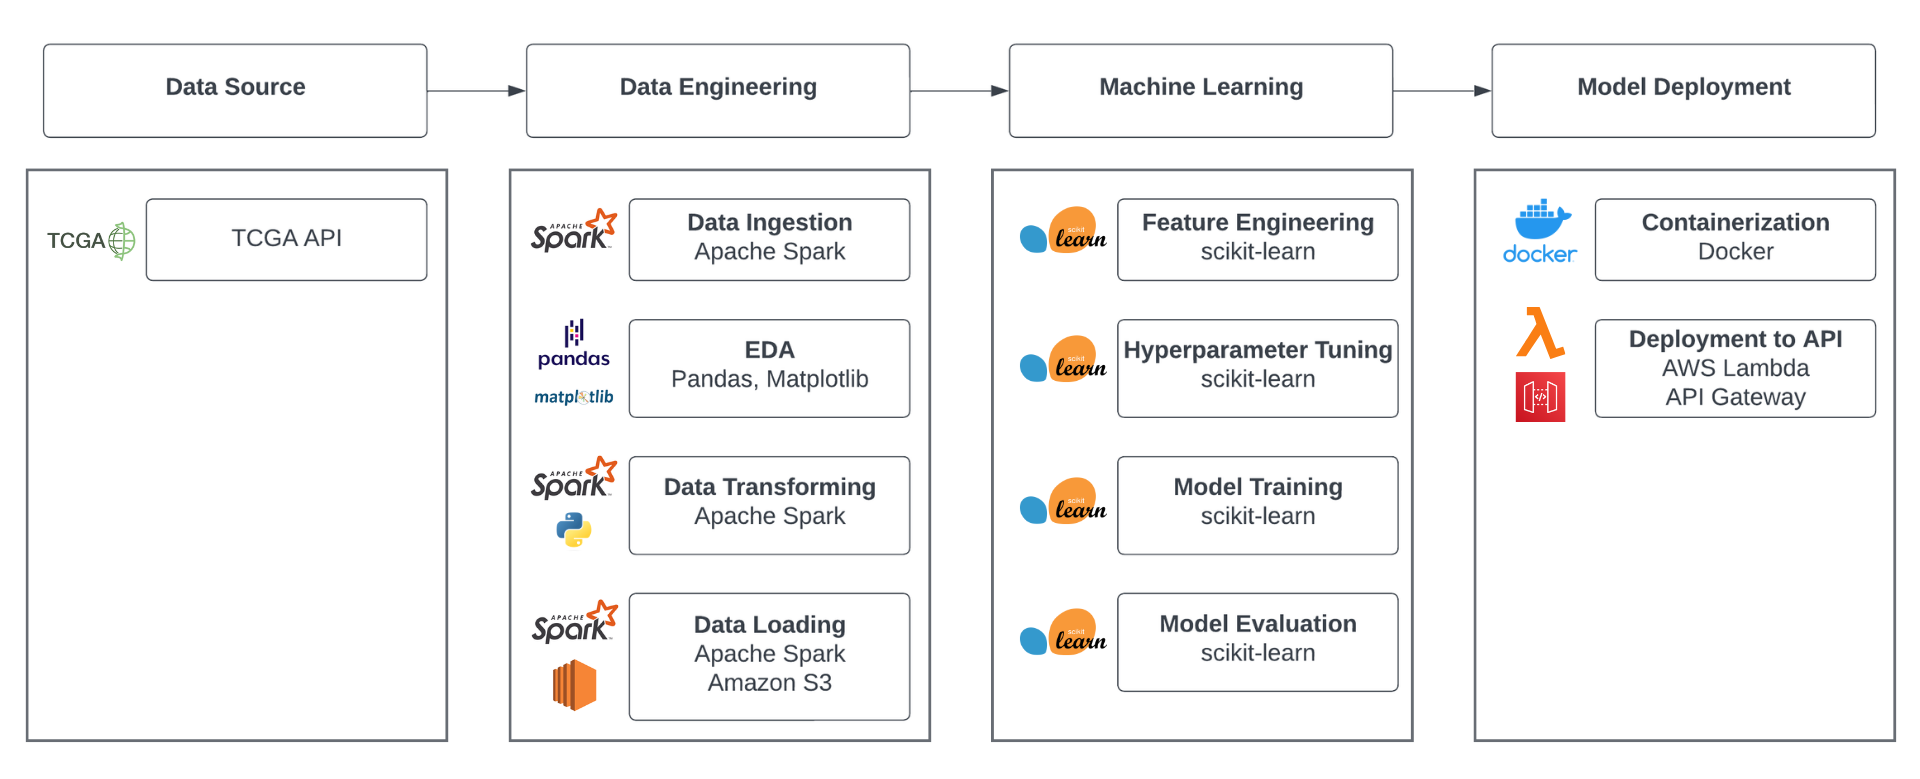 Data Source
Data Engineering
Machine Learning
Model Deployment
TCGA
TCGA API
APACHE
Spark
Data Ingestion
Apache Spark
pandas
matplotlib
EDA
Pandas, Matplotlib
APACHE
Spark
Data Transforming
Apache Spark
APACHE
Spark
Data Loading
Apache Spark
Amazon S3
scikit
learn
Feature Engineering
scikit-learn
scikit
learn
Hyperparameter Tuning
scikit-learn
scikit
learn
Model Training
scikit-learn
scikit
learn
Model Evaluation
scikit-learn
docker
Containerization
Docker
</>
Deployment to API
AWS Lambda
API Gateway